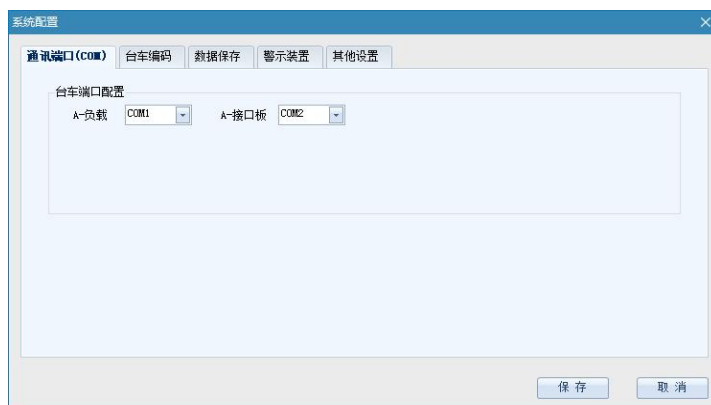 系统配置
通讯端口(COM) 台车编码 数据保存 警示装置 其他设置
台车端口配置
A-负载 COM1 A-接口板 COM2
保存 取消